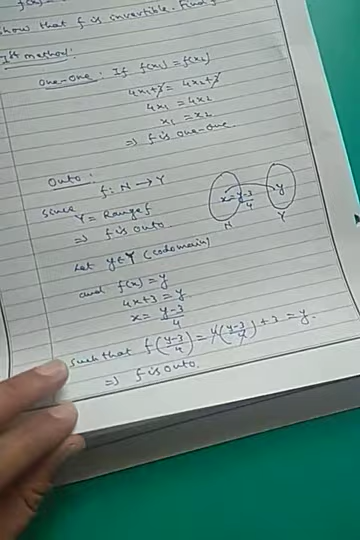 show that f is invertible. Find f
Ist method:
one-one: If f(x₁) = f(x₂)
4x₁+3 = 4x₂+3
4x₁ = 4x₂
x₁ = x₂
⇒ f is one-one.
Onto:
f: N → Y
since Y = Range f
⇒ f is onto
x = y-3/4
y
N
Y
Let y ∈ Y (codomain)
and f(x) = y
4x+3 = y
x = y-3/4
such that f(y-3/4) = 4(y-3/4) + 3 = y.
⇒ f is onto.